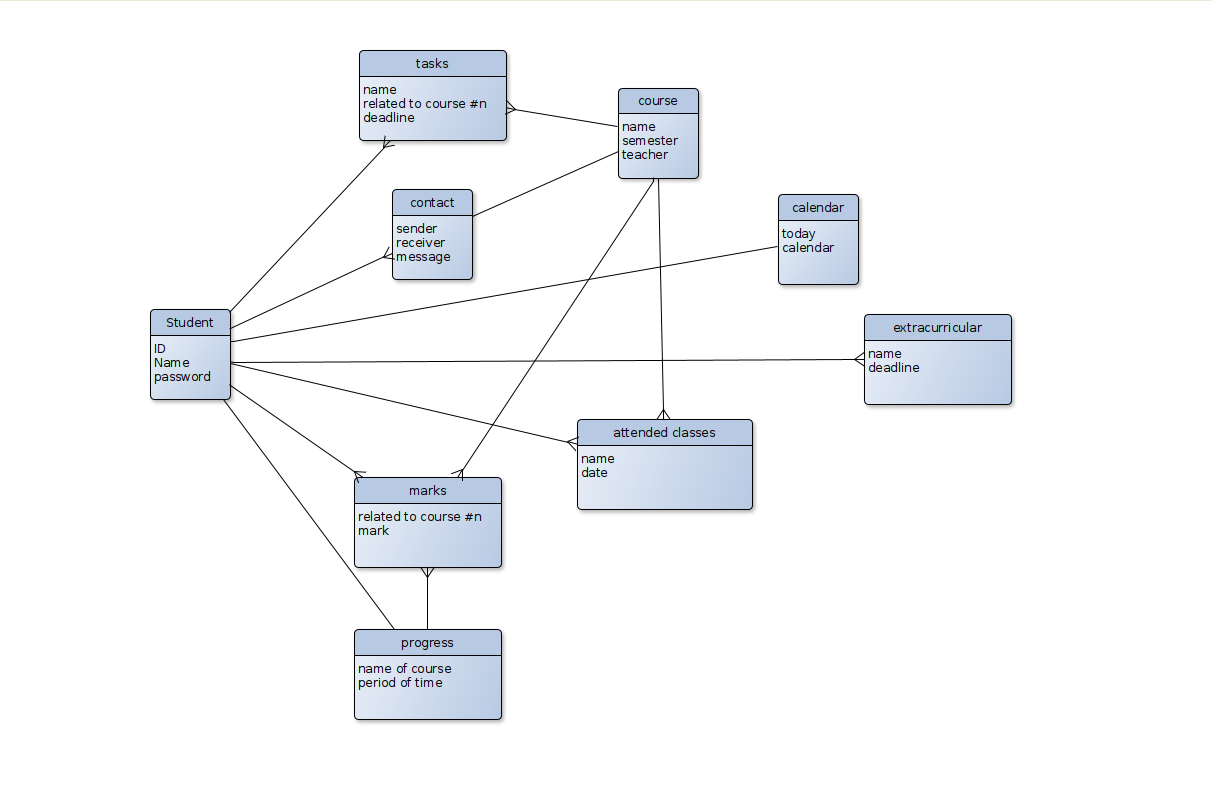 tasks
name
related to course #n
deadline
course
name
semester
teacher
contact
sender
receiver
message
calendar
today
calendar
Student
ID
Name
password
extracurricular
name
deadline
attended classes
name
date
marks
related to course #n
mark
progress
name of course
period of time